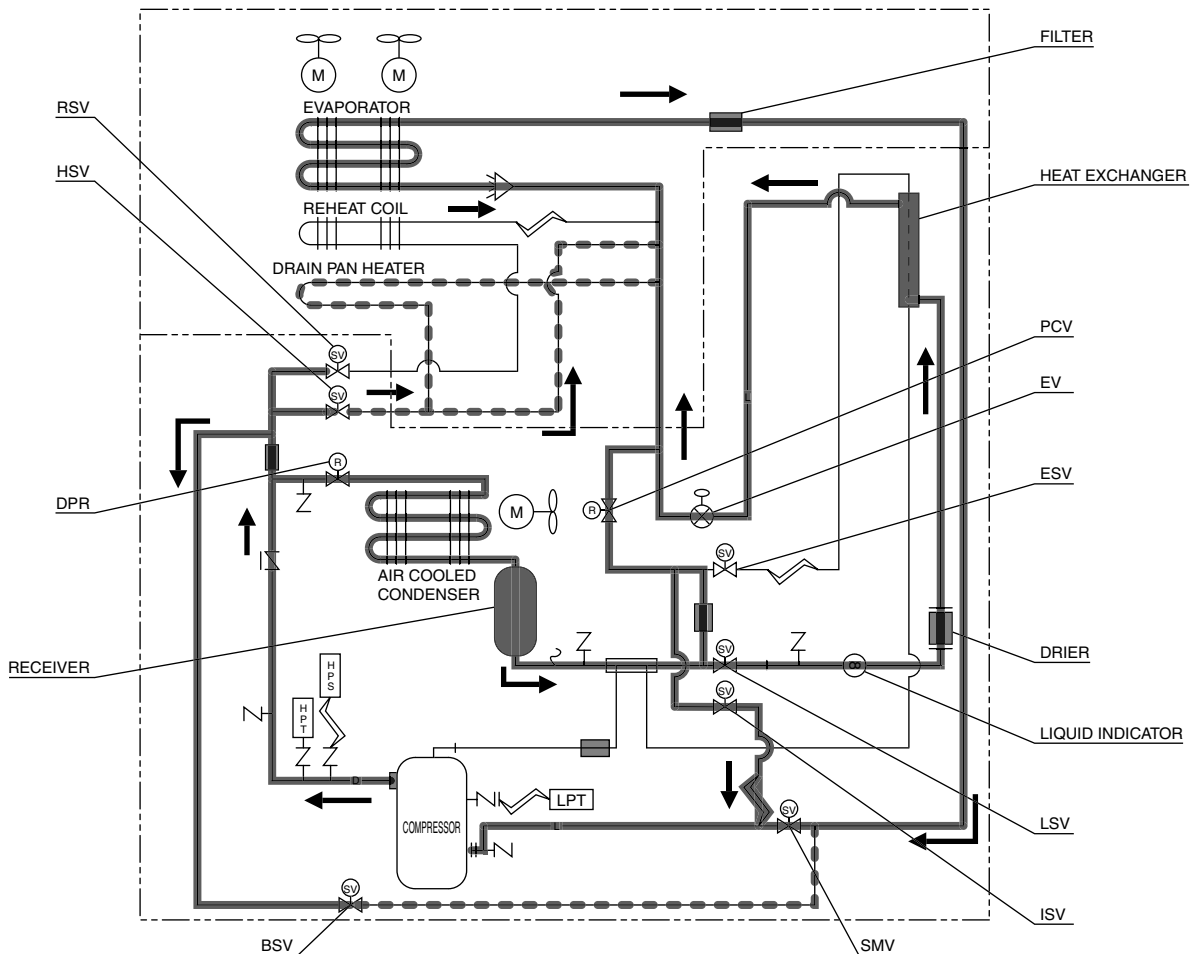 FILTER
M
M
RSV
EVAPORATOR
HSV
HEAT EXCHANGER
REHEAT COIL
DRAIN PAN HEATER
PCV
SV
EV
SV
ESV
DPR
R
M
R
SV
AIR COOLED
CONDENSER
RECEIVER
SV
DRIER
HPS
HPT
SV
LIQUID INDICATOR
D
LPT
COMPRESSOR
SV
LSV
SV
ISV
BSV
SMV